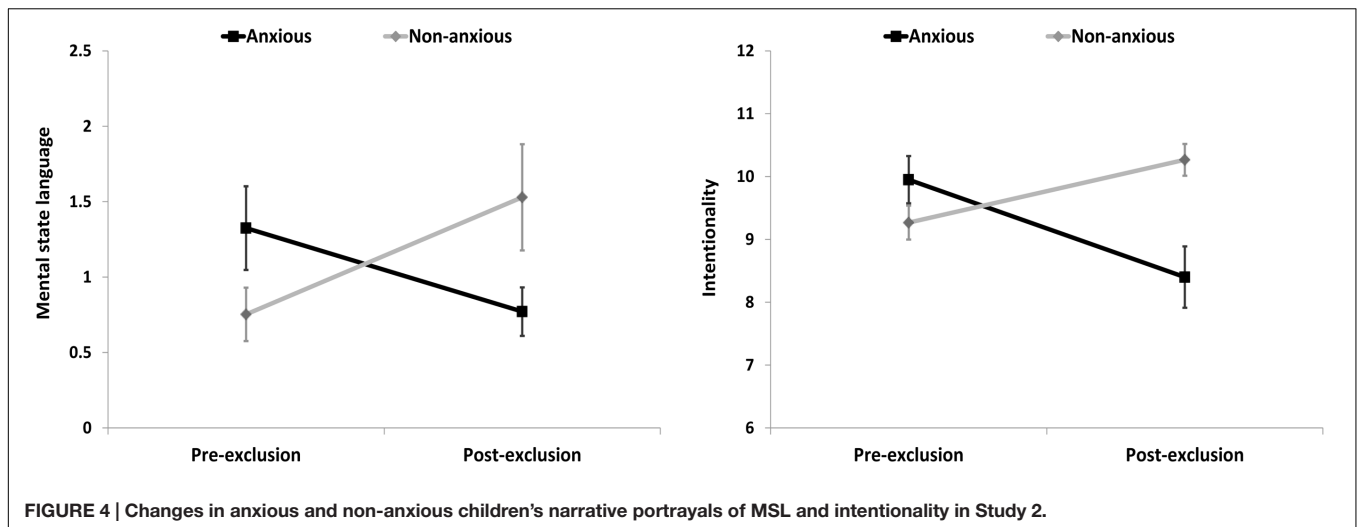 Anxious Non-anxious
2.5
2
1.5
1
0.5
0
Mental state language
Pre-exclusion Post-exclusion
Anxious Non-anxious
12
11
10
9
8
7
6
Intentionality
Pre-exclusion Post-exclusion
FIGURE 4 | Changes in anxious and non-anxious children’s narrative portrayals of MSL and intentionality in Study 2.